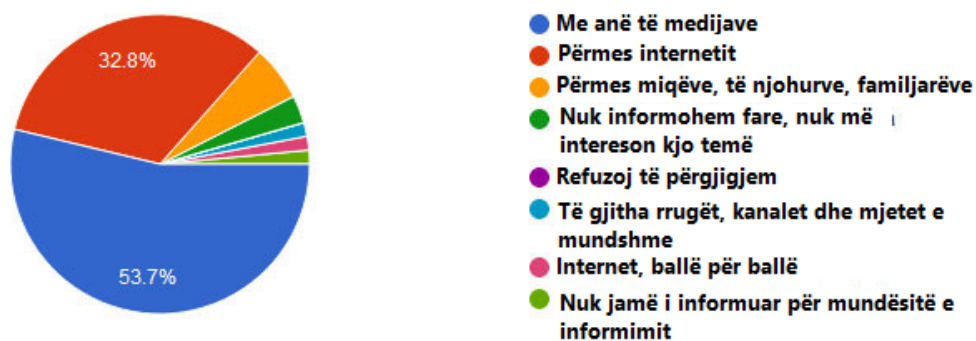 32.8%
53.7%
Me anë të medijave
Përmes internetit
Përmes miqëve, të njohurve, familjarëve
Nuk informohem fare, nuk më
intereson kjo temë
Refuzoj të përgjigjem
Të gjitha rrugët, kanalet dhe mjetet e
mundshme
Internet, ballë për ballë
Nuk jamë i informuar për mundësitë e
informimit